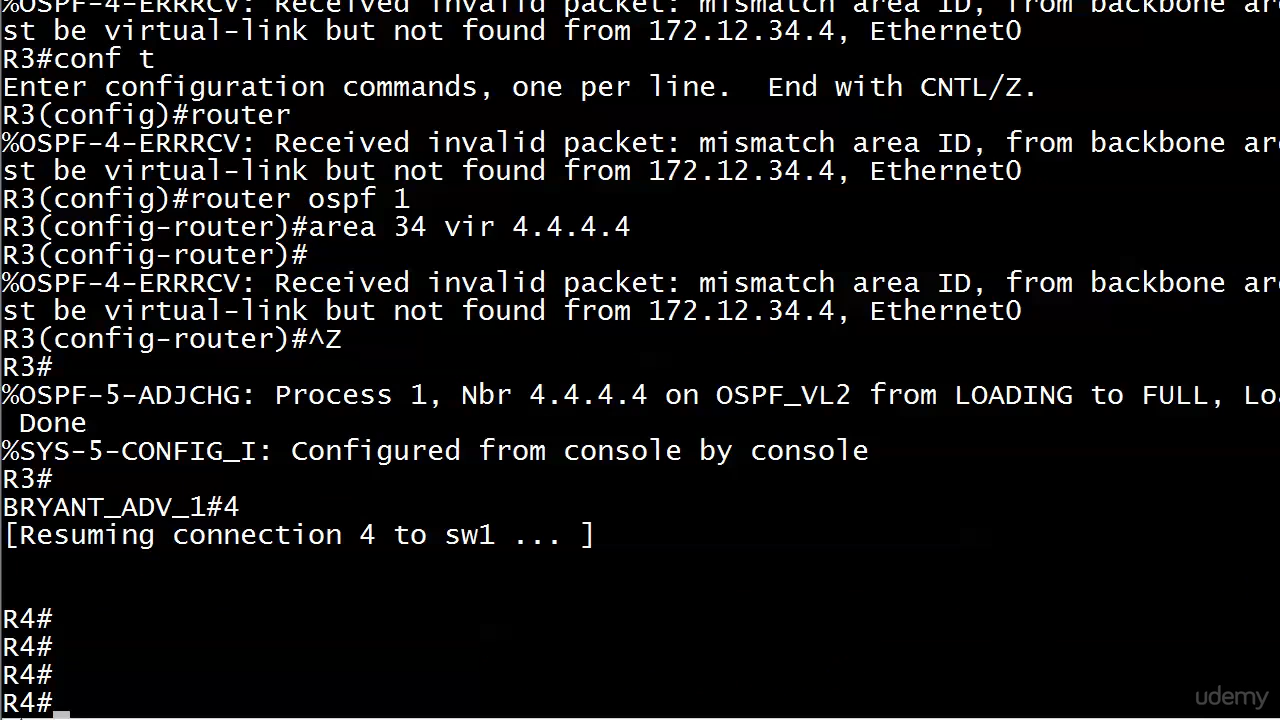 %OSPF-4-ERRRCV: Received invalid packet: mismatch area ID, from backbone
st be virtual-link but not found from 172.12.34.4, Ethernet0
R3#conf t
Enter configuration commands, one per line.  End with CNTL/Z.
R3(config)#router
%OSPF-4-ERRRCV: Received invalid packet: mismatch area ID, from backbone ar
st be virtual-link but not found from 172.12.34.4, Ethernet0
R3(config)#router ospf 1
R3(config-router)#area 34 vir 4.4.4.4
R3(config-router)#
%OSPF-4-ERRRCV: Received invalid packet: mismatch area ID, from backbone ar
st be virtual-link but not found from 172.12.34.4, Ethernet0
R3(config-router)#^Z
R3#
%OSPF-5-ADJCHG: Process 1, Nbr 4.4.4.4 on OSPF_VL2 from LOADING to FULL, Lo
Done
%SYS-5-CONFIG_I: Configured from console by console
R3#
BRYANT_ADV_1#4
[Resuming connection 4 to sw1 ... ]
R4#
R4#
R4#
R4#
udemy